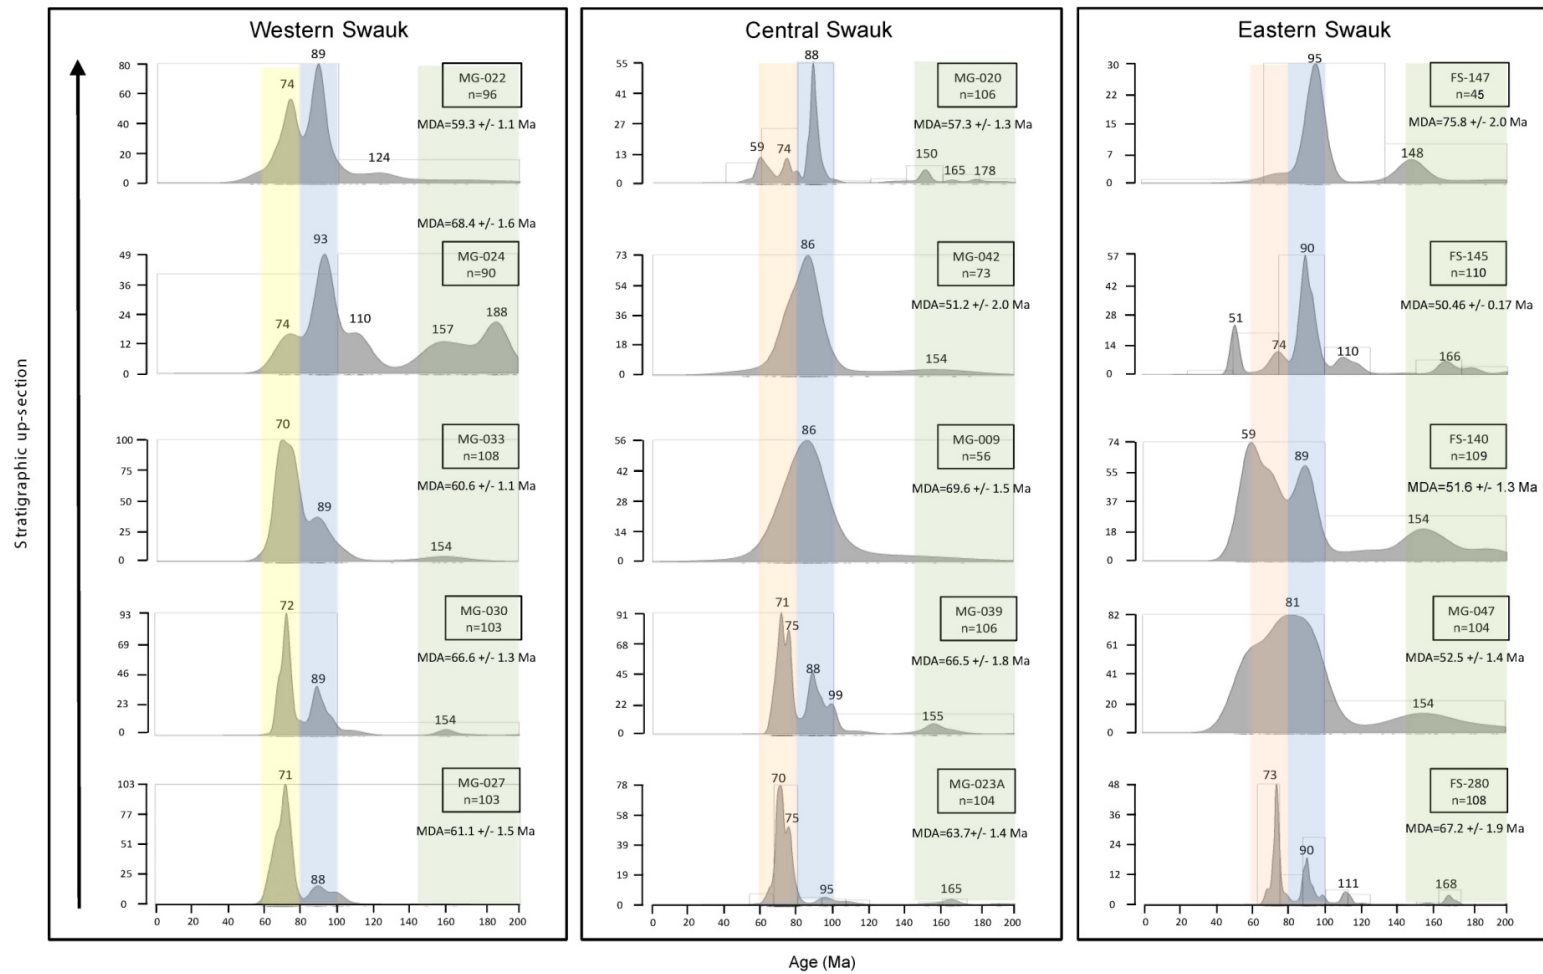 Western Swauk
80
60
40
20
0
74
89
124
MG-022
n=96
MDA=59.3 +/- 1.1 Ma
MDA=68.4 +/- 1.6 Ma
49
36
24
12
0
74
93
110
157
188
MG-024
n=90
100
75
50
25
0
70
89
154
MG-033
n=108
MDA=60.6 +/- 1.1 Ma
93
69
46
23
0
72
89
154
MG-030
n=103
MDA=66.6 +/- 1.3 Ma
103
77
51
25
0
71
88
MG-027
n=103
MDA=61.1 +/- 1.5 Ma
0 20 40 60 80 100 120 140 160 180 200
Central Swauk
55
41
27
13
0
59
74
88
150
165
178
MG-020
n=106
MDA=57.3 +/- 1.3 Ma
73
54
36
18
0
86
154
MG-042
n=73
MDA=51.2 +/- 2.0 Ma
56
42
28
14
0
86
MG-009
n=56
MDA=69.6 +/- 1.5 Ma
91
68
45
22
0
71
75
88
99
155
MG-039
n=106
MDA=66.5 +/- 1.8 Ma
78
58
39
19
0
70
75
95
165
MG-023A
n=104
MDA=63.7+/- 1.4 Ma
0 20 40 60 80 100 120 140 160 180 200
Eastern Swauk
30
22
15
7
0
95
148
FS-147
n=45
MDA=75.8 +/- 2.0 Ma
57
42
28
14
0
51
74
90
110
166
FS-145
n=110
MDA=50.46 +/- 0.17 Ma
74
55
37
18
0
59
89
154
FS-140
n=109
MDA=51.6 +/- 1.3 Ma
82
61
41
20
0
81
154
MG-047
n=104
MDA=52.5 +/- 1.4 Ma
48
36
24
12
0
73
90
111
168
FS-280
n=108
MDA=67.2 +/- 1.9 Ma
0 20 40 60 80 100 120 140 160 180 200
Stratigraphic up-section
Age (Ma)